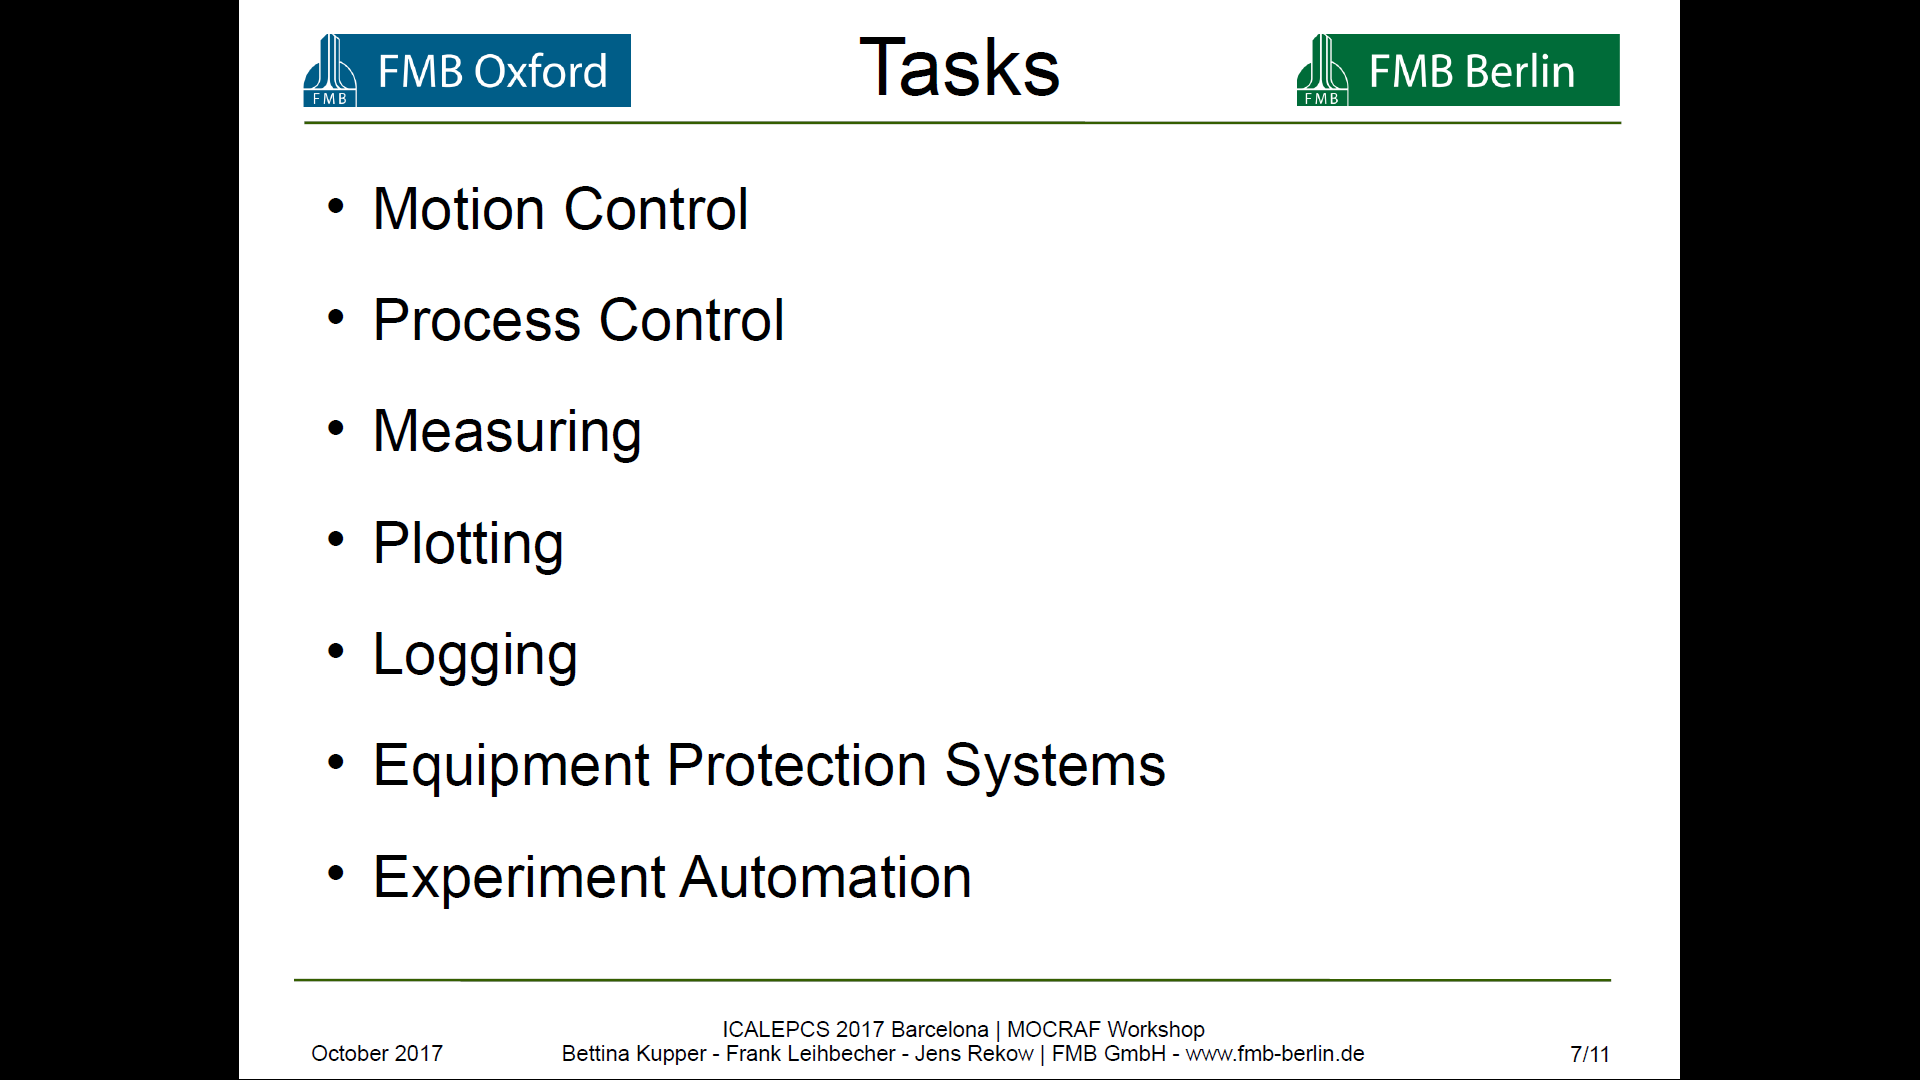 FMB Oxford
FMB
Tasks
FMB Berlin
FMB
• Motion Control
• Process Control
• Measuring
• Plotting
• Logging
• Equipment Protection Systems
• Experiment Automation
ICALEPCS 2017 Barcelona | MOCRAF Workshop
October 2017
Bettina Kupper - Frank Leihbecher - Jens Rekow | FMB GmbH - www.fmb-berlin.de
7/11